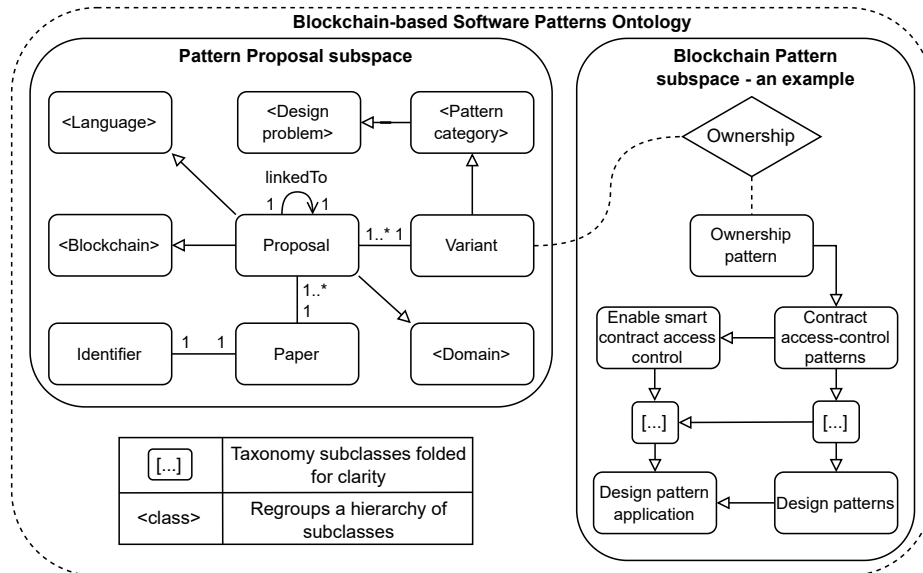 Blockchain-based Software Patterns Ontology
Pattern Proposal subspace
<Language>
<Design
problem>
<Pattern
category>
linkedTo
1 1
<Blockchain>
Proposal
1..* 1
Variant
1..*
1
Identifier
1 1
Paper
<Domain>
[...]
Taxonomy subclasses folded
for clarity
<class>
Regroups a hierarchy of
subclasses
Blockchain Pattern
subspace - an example
Ownership
Ownership
pattern
Enable smart
contract access
control
Contract
access-control
patterns
[...]
[...]
Design pattern
application
Design patterns